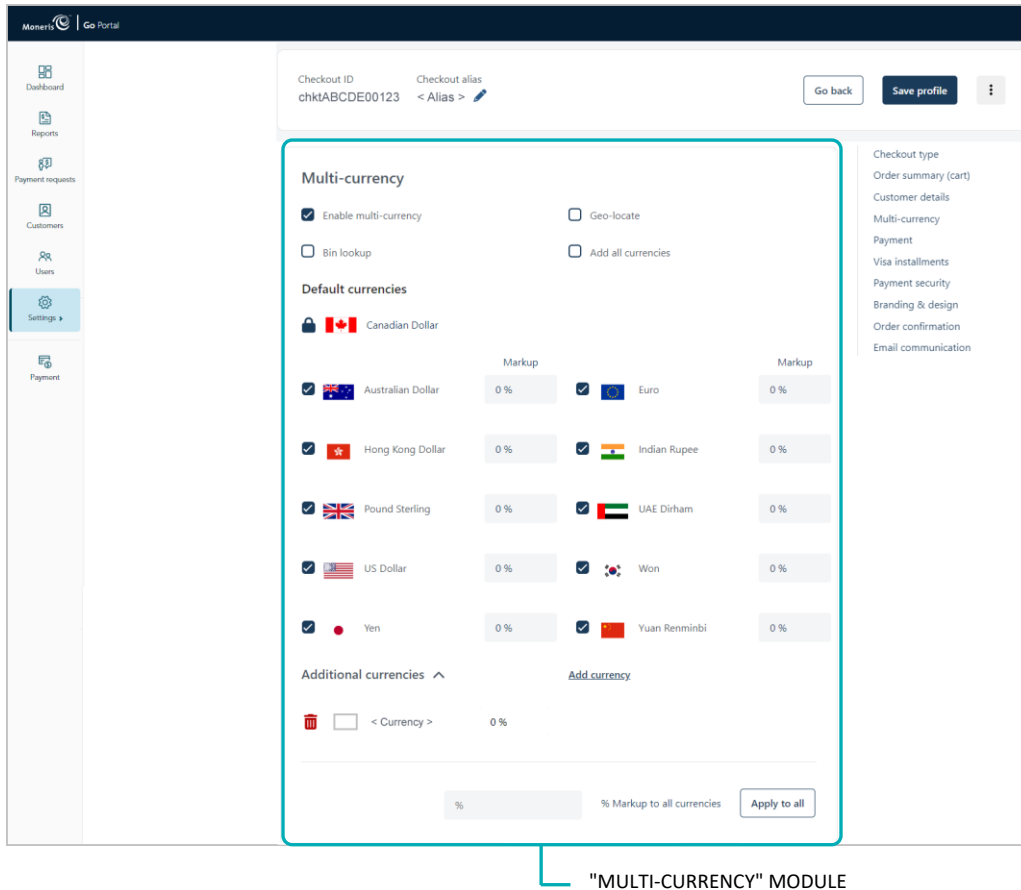 Moneris Go Portal
Dashboard
Reports
Payment requests
Customers
Users
Settings
Payment
Checkout ID Checkout alias
chktABCDE00123 < Alias >
Go back Save profile
Multi-currency
Enable multi-currency Geo-locate
Bin lookup Add all currencies
Default currencies
Canadian Dollar
Markup Markup
Australian Dollar 0 % Euro 0 %
Hong Kong Dollar 0 % Indian Rupee 0 %
Pound Sterling 0 % UAE Dirham 0 %
US Dollar 0 % Won 0 %
Yen 0 % Yuan Renminbi 0 %
Additional currencies Add currency
< Currency > 0 %
% % Markup to all currencies Apply to all
Checkout type
Order summary (cart)
Customer details
Multi-currency
Payment
Visa installments
Payment security
Branding & design
Order confirmation
Email communication
"MULTI-CURRENCY" MODULE